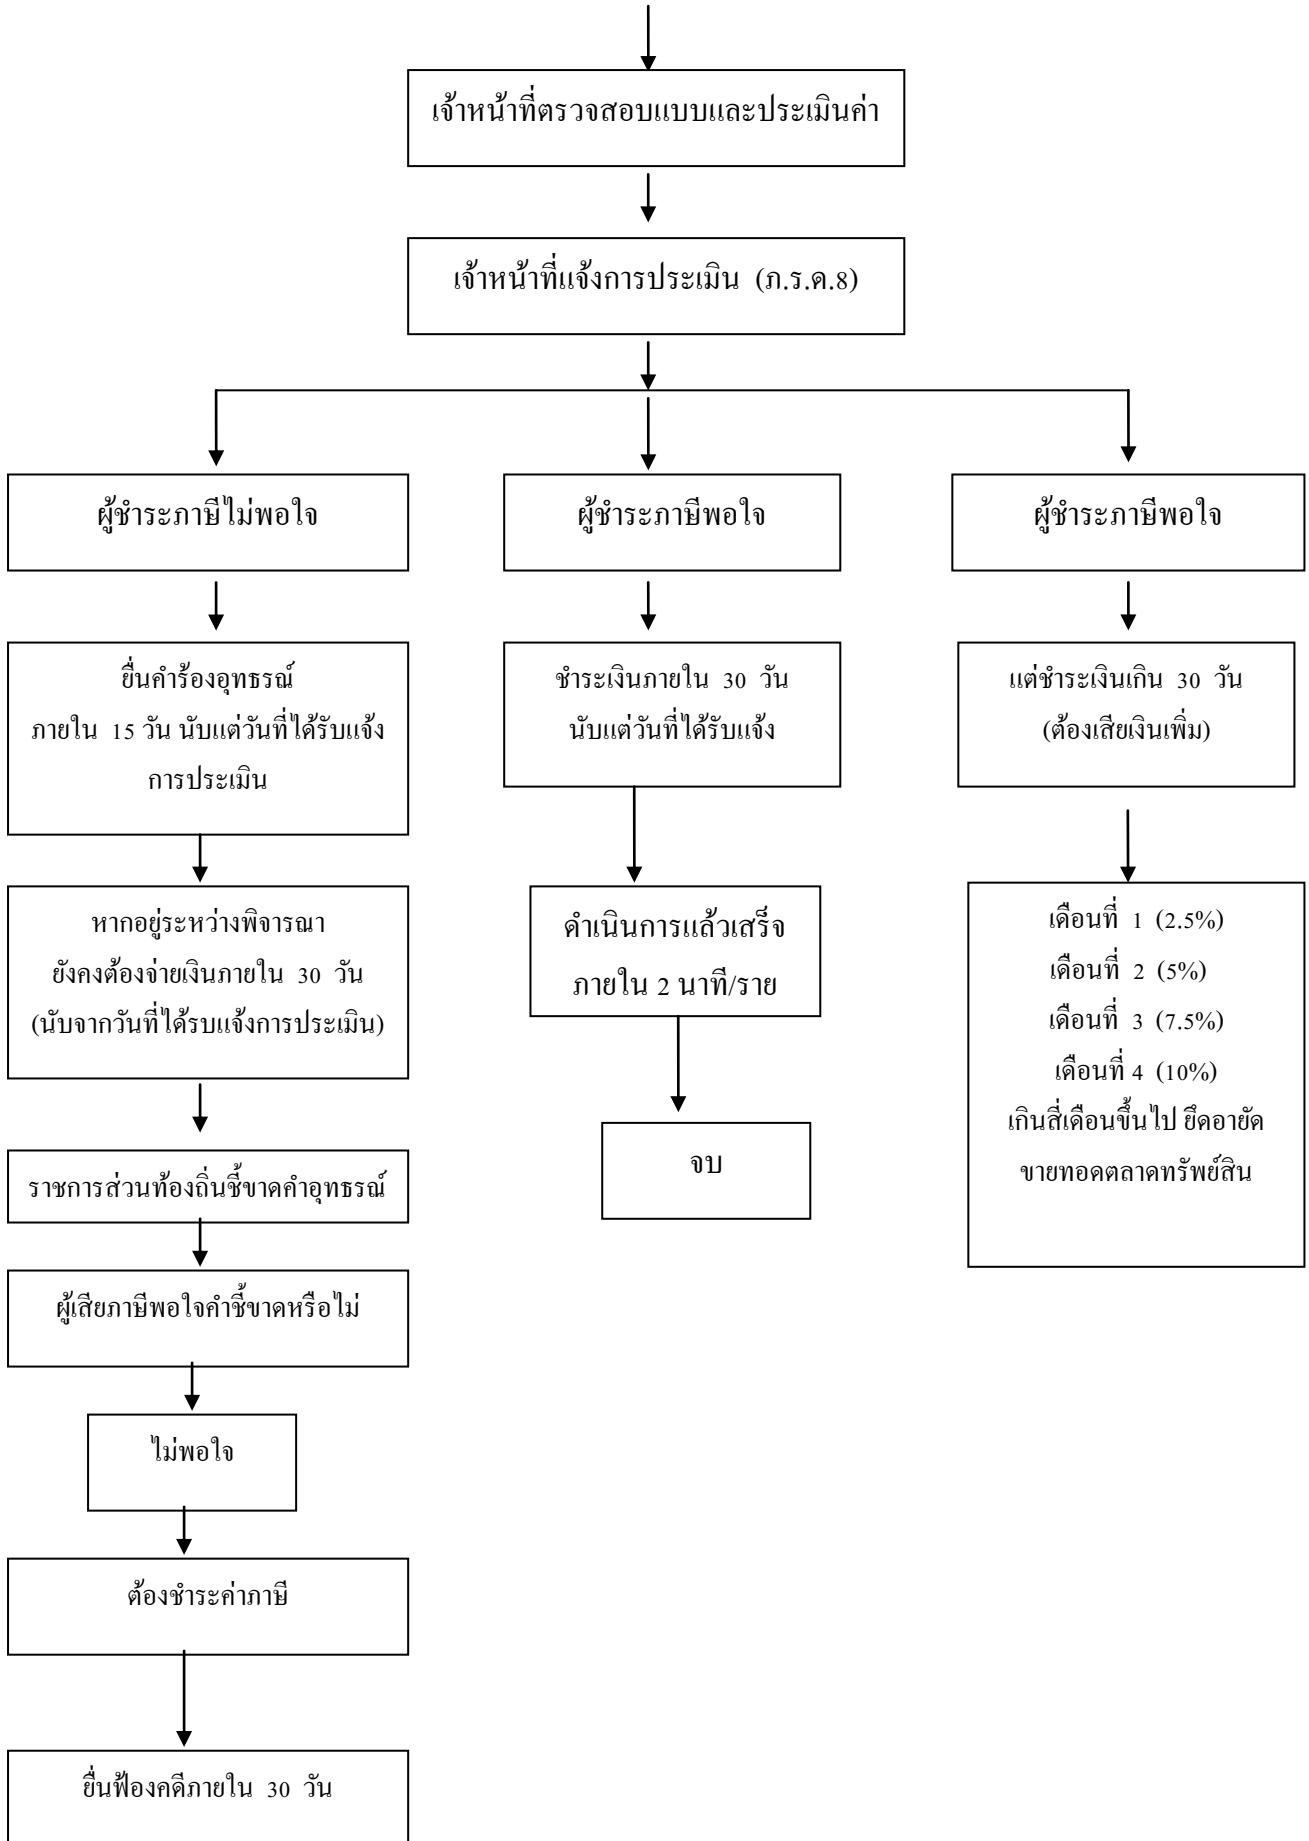 เจ้าหน้าที่ตรวจสอบแบบและประเมินค่า
เจ้าหน้าที่แจ้งการประเมิน (ภ.ร.ด.8)
ผู้ชำระภาษีไม่พอใจ
ผู้ชำระภาษีพอใจ
ผู้ชำระภาษีพอใจ
ยื่นคำร้องอุทธรณ์
ภายใน 15 วัน นับแต่วันที่ได้รับแจ้ง
การประเมิน
ชำระเงินภายใน 30 วัน
นับแต่วันที่ได้รับแจ้ง
แต่ชำระเงินเกิน 30 วัน
(ต้องเสียเงินเพิ่ม)
หากอยู่ระหว่างพิจารณา
ยังคงต้องจ่ายเงินภายใน 30 วัน
(นับจากวันที่ได้รบแจ้งการประเมิน)
ดำเนินการแล้วเสร็จ
ภายใน 2 นาที/ราย
เดือนที่ 1 (2.5%)
เดือนที่ 2 (5%)
เดือนที่ 3 (7.5%)
เดือนที่ 4 (10%)
เกินสี่เดือนขึ้นไป ยึดอายัด
ขายทอดตลาดทรัพย์สิน
จบ
ราชการส่วนท้องถิ่นชี้ขาดคำอุทธรณ์
ผู้เสียภาษีพอใจคำชี้ขาดหรือไม่
ไม่พอใจ
ต้องชำระค่าภาษี
ยื่นฟ้องคดีภายใน 30 วัน